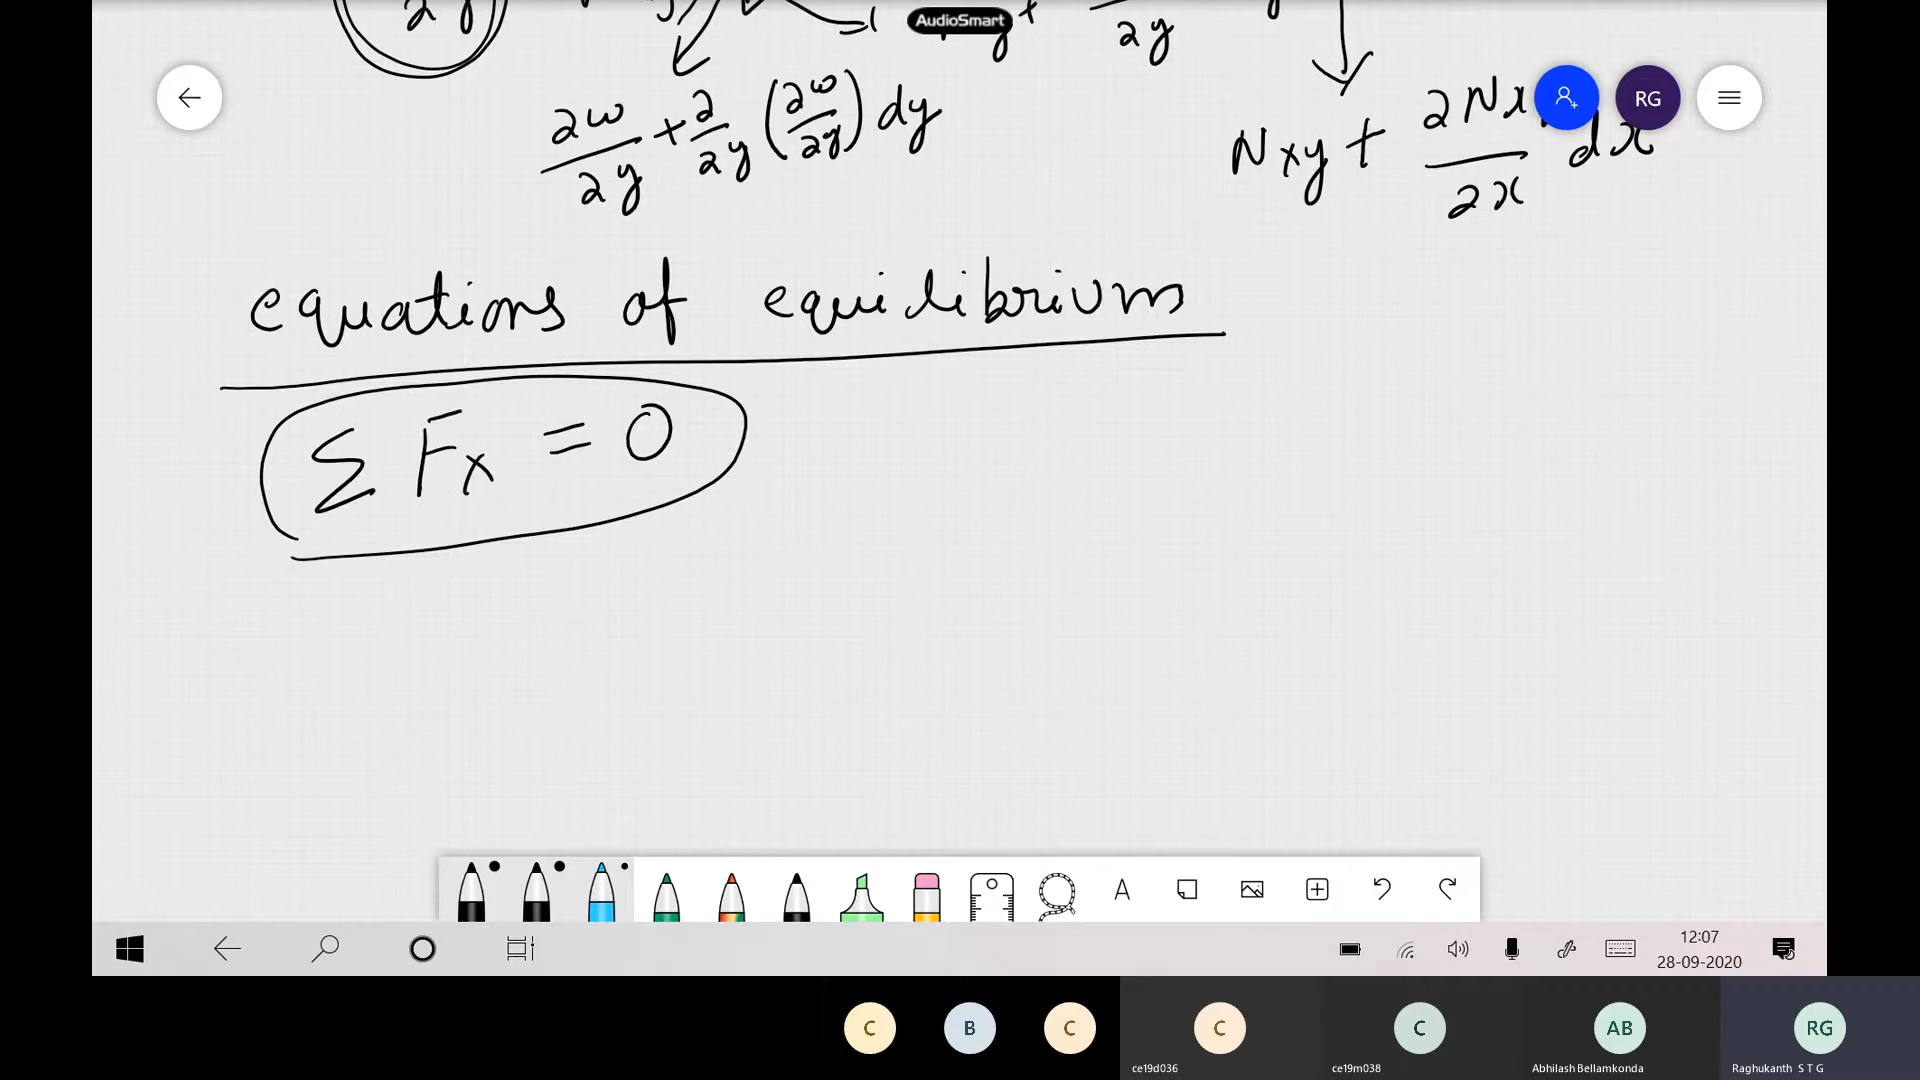 AudioSmart
∂y
∂y
∂w/∂y + ∂/∂y (∂w/∂y) dy
Nxy + ∂Nx /∂x dx
RG
equations of equilibrium
Σ Fx = 0
A
12:07
28-09-2020
C B C C C AB RG
ce19d036 ce19m038 Abhilash Bellamkonda Raghukanth S T G